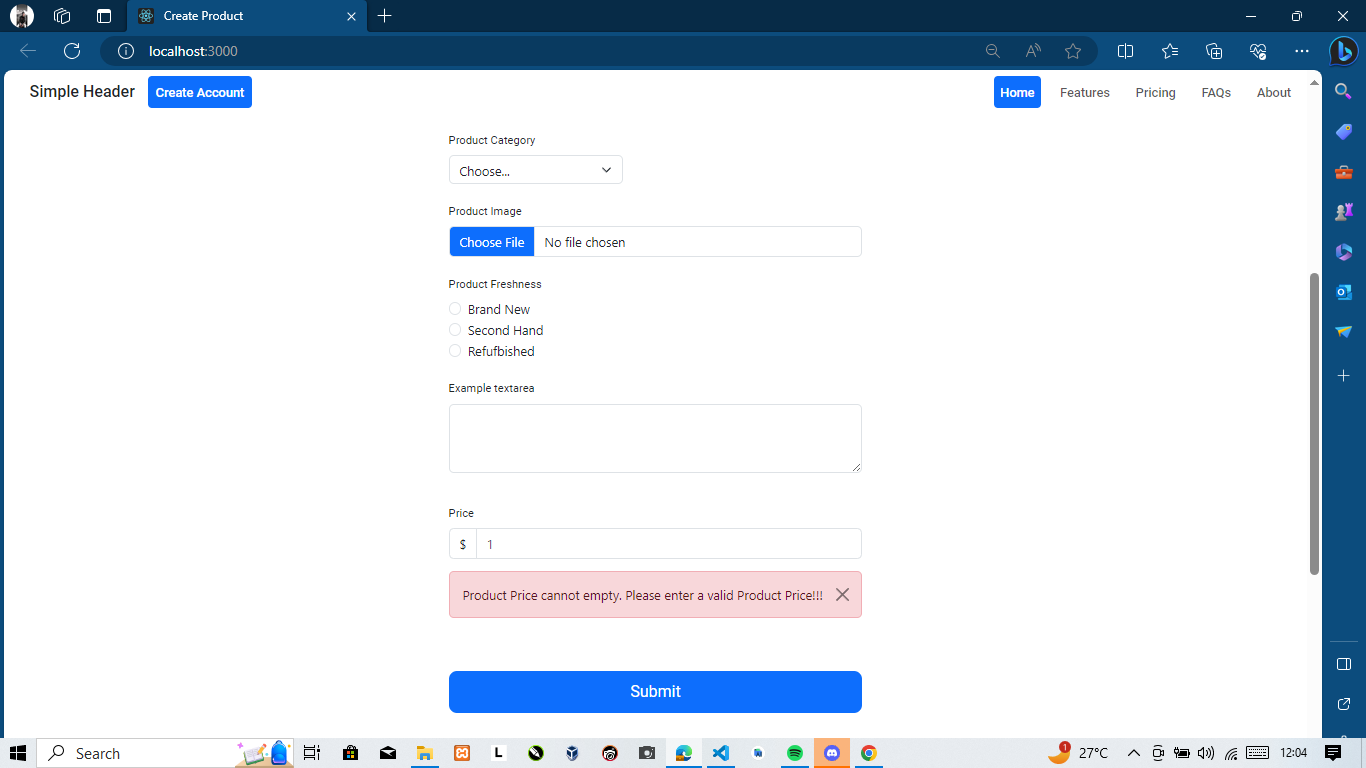 Create Product
localhost:3000
Simple Header
Create Account
Home
Features
Pricing
FAQs
About
Product Category
Choose...
Product Image
Choose File
No file chosen
Product Freshness
Brand New
Second Hand
Refufbished
Example textarea
Price
$
1
Product Price cannot empty. Please enter a valid Product Price!!!
Submit
Search
L
1
27°C
12:04